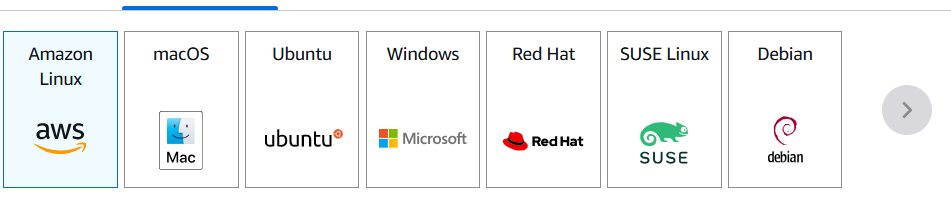 Amazon
Linux
aws
macOS
Mac
Ubuntu
ubuntu
Windows
Microsoft
Red Hat
Red Hat
SUSE Linux
SUSE
Debian
debian